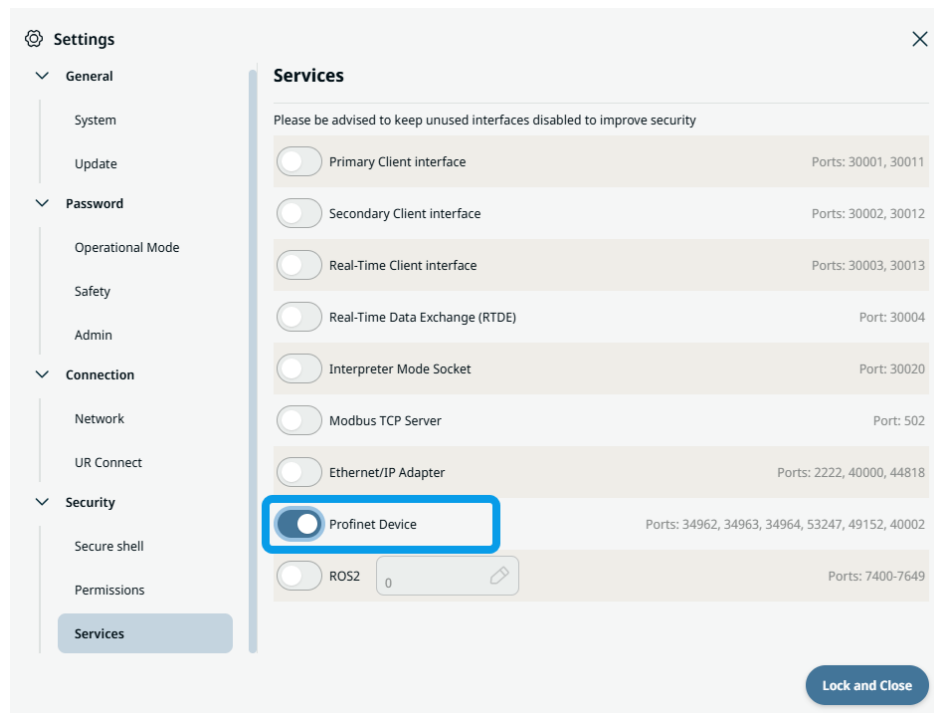 Settings
General
System
Update
Password
Operational Mode
Safety
Admin
Connection
Network
UR Connect
Security
Secure shell
Permissions
Services
Services
Please be advised to keep unused interfaces disabled to improve security
Primary Client interface Ports: 30001, 30011
Secondary Client interface Ports: 30002, 30012
Real-Time Client interface Ports: 30003, 30013
Real-Time Data Exchange (RTDE) Port: 30004
Interpreter Mode Socket Port: 30020
Modbus TCP Server Port: 502
Ethernet/IP Adapter Ports: 2222, 40000, 44818
Profinet Device Ports: 34962, 34963, 34964, 53247, 49152, 40002
ROS2 0 Ports: 7400-7649
Lock and Close